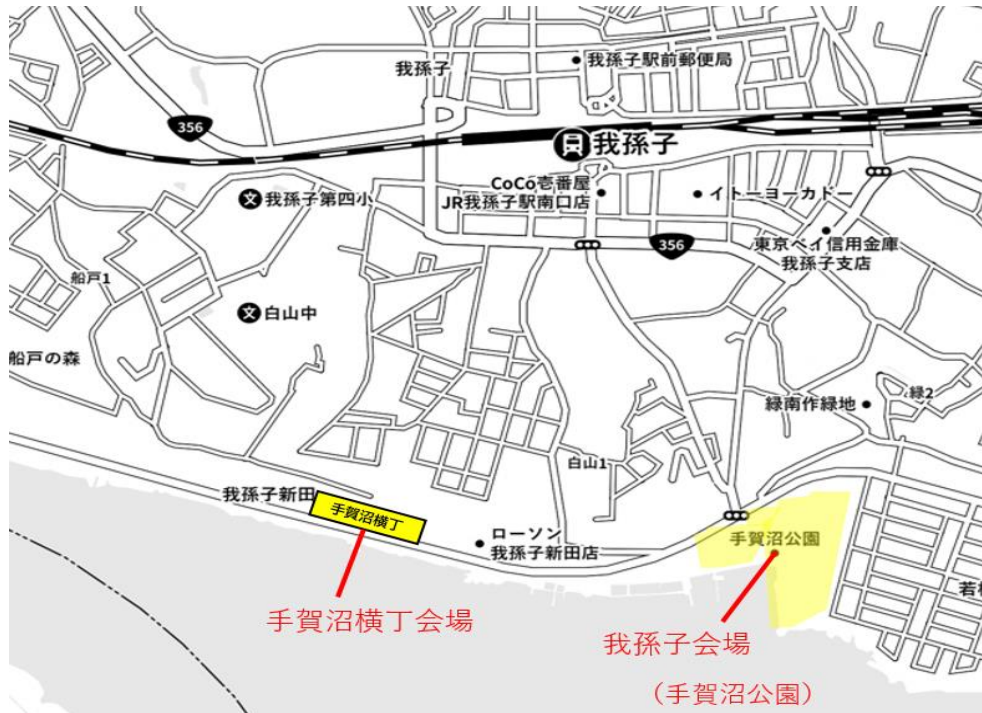 我孫子
我孫子駅前郵便局
356
我孫子
CoCo壱番屋
JR我孫子駅南口店
イトーヨーカドー
文
我孫子第四小
356
東京ベイ信用金庫
我孫子支店
船戸1
文
白山中
船戸の森
緑2
緑南作緑地
白山1
我孫子新田
手賀沼横丁
ローソン
我孫子新田店
手賀沼公園
手賀沼横丁会場
我孫子会場
(手賀沼公園)